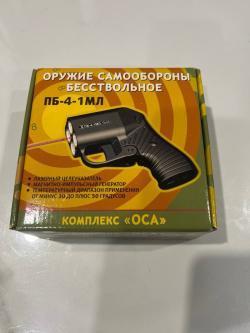 ОРУЖИЕ САМООБОРОНЫ
БЕССТВОЛЬНОЕ
ПБ-4-1МЛ
ЛАЗЕРНЫЙ ЦЕЛЕУКАЗАТЕЛЬ
МАГНИТНО-ИМПУЛЬСНЫЙ ГЕНЕРАТОР
ТЕМПЕРАТУРНЫЙ ДИАПАЗОН ПРИМЕНЕНИЯ
ОТ МИНУС 30 ДО ПЛЮС 50 ГРАДУСОВ
КОМПЛЕКС "ОСА"